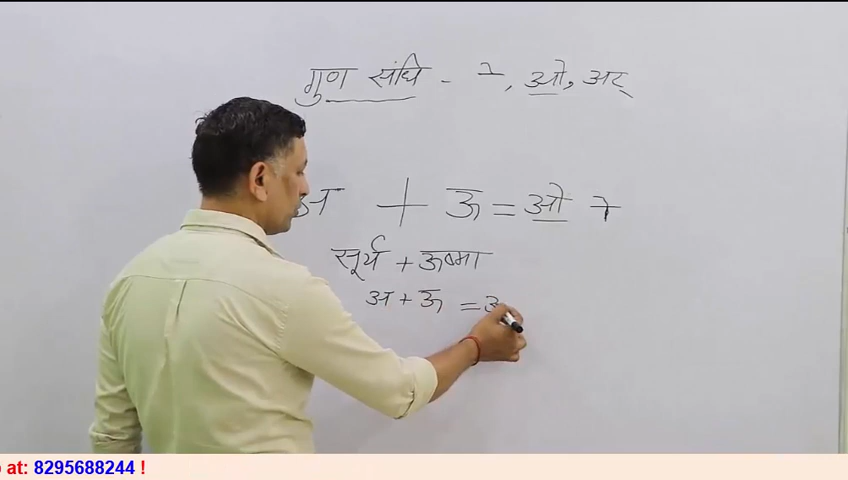 गुण संधि - े, ओ, अर्
अ + ऊ = ओ ो
सूर्य + ऊष्मा
अ + ऊ =
at: 8295688244 !